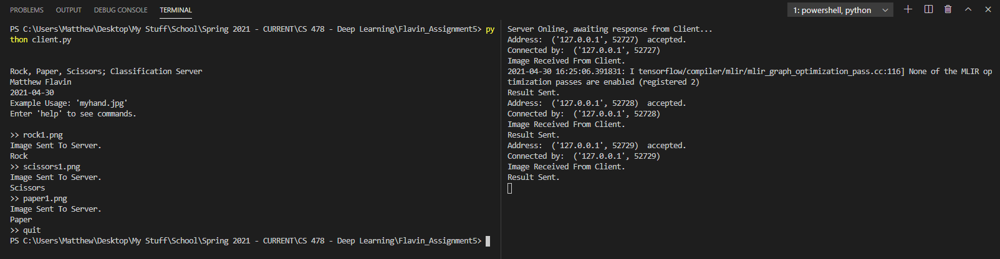 PROBLEMS OUTPUT DEBUG CONSOLE TERMINAL 1: powershell, python
PS C:\Users\Matthew\Desktop\My Stuff\School\Spring 2021 - CURRENT\CS 478 - Deep Learning\Flavin_Assignment5> py
thon client.py
Rock, Paper, Scissors; Classification Server
Matthew Flavin
2021-04-30
Example Usage: 'myhand.jpg'
Enter 'help' to see commands.
>> rock1.png
Image Sent To Server.
Rock
>> scissors1.png
Image Sent To Server.
Scissors
>> paper1.png
Image Sent To Server.
Paper
>> quit
PS C:\Users\Matthew\Desktop\My Stuff\School\Spring 2021 - CURRENT\CS 478 - Deep Learning\Flavin_Assignment5>
Server Online, awaiting response from Client...
Address:  ('127.0.0.1', 52727)  accepted.
Connected by:  ('127.0.0.1', 52727)
Image Received From Client.
2021-04-30 16:25:06.391831: I tensorflow/compiler/mlir/mlir_graph_optimization_pass.cc:116] None of the MLIR op
timization passes are enabled (registered 2)
Result Sent.
Address:  ('127.0.0.1', 52728)  accepted.
Connected by:  ('127.0.0.1', 52728)
Image Received From Client.
Result Sent.
Address:  ('127.0.0.1', 52729)  accepted.
Connected by:  ('127.0.0.1', 52729)
Image Received From Client.
Result Sent.